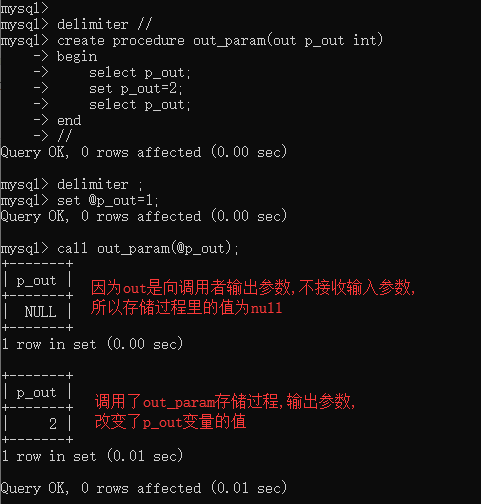 mysql>
mysql> delimiter //
mysql> create procedure out_param(out p_out int)
    -> begin
    ->     select p_out;
    ->     set p_out=2;
    ->     select p_out;
    -> end
    -> //
Query OK, 0 rows affected (0.00 sec)

mysql> delimiter ;
mysql> set @p_out=1;
Query OK, 0 rows affected (0.00 sec)

mysql> call out_param(@p_out);
+-------+
| p_out |
+-------+
|  NULL |
+-------+
因为out是向调用者输出参数,不接收输入参数,
所以存储过程里的值为null
1 row in set (0.00 sec)

+-------+
| p_out |
+-------+
|     2 |
+-------+
调用了out_param存储过程,输出参数,
改变了p_out变量的值
1 row in set (0.01 sec)

Query OK, 0 rows affected (0.01 sec)